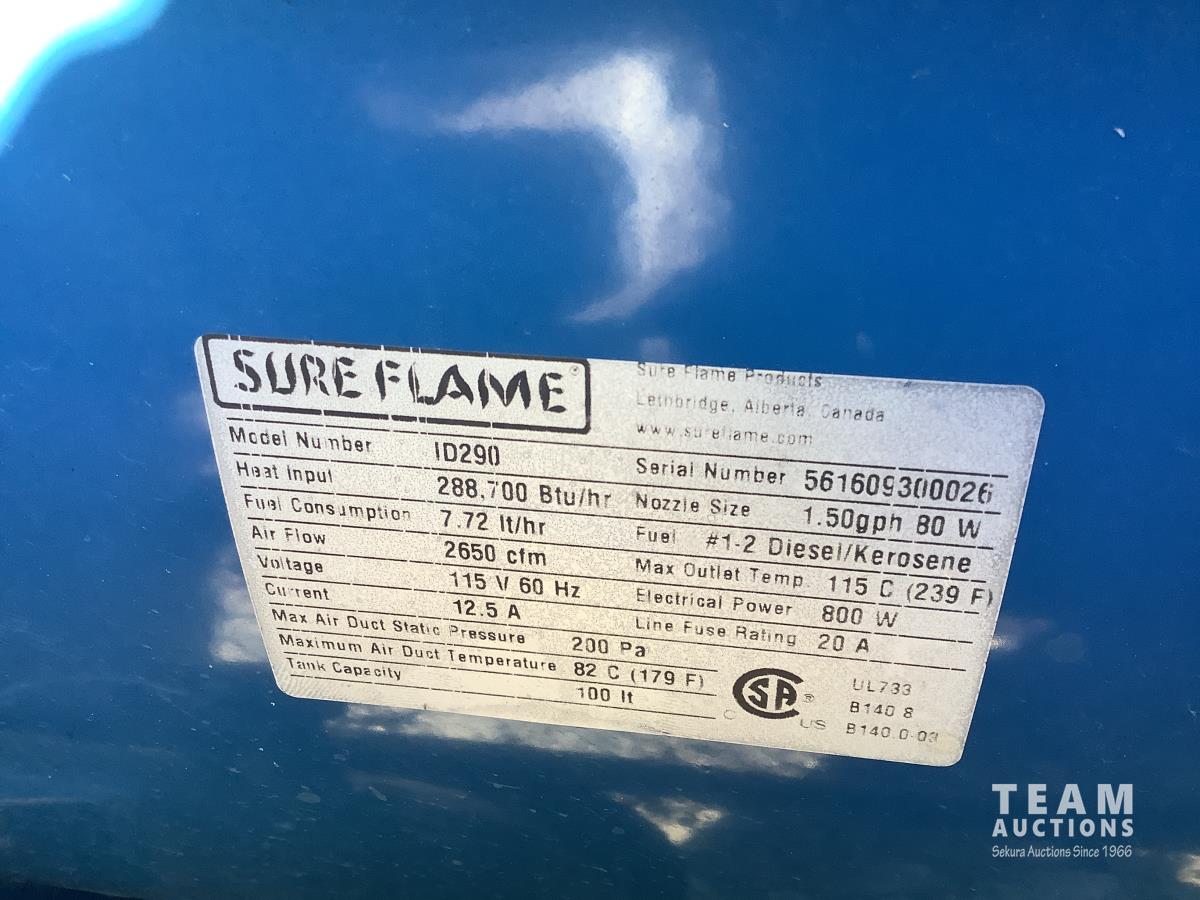 SURE FLAME®
Sure Flame Products
Lethbridge, Alberta, Canada
www.sureflame.com
Model Number ID290
Serial Number 561609300026
Heat Input 288,700 Btu/hr
Nozzle Size 1.50gph 80 W
Fuel Consumption 7.72 lt/hr
Fuel #1-2 Diesel/Kerosene
Air Flow 2650 cfm
Max Outlet Temp. 115 C (239 F)
Voltage 115 V 60 Hz
Electrical Power 800 W
Current 12.5 A
Line Fuse Rating 20 A
Max Air Duct Static Pressure 200 Pa
Maximum Air Duct Temperature 82 C (179 F)
Tank Capacity 100 lt
C SA® US
UL733
B140.8
B140.0-03
TEAM
AUCTIONS
Sekura Auctions Since 1966